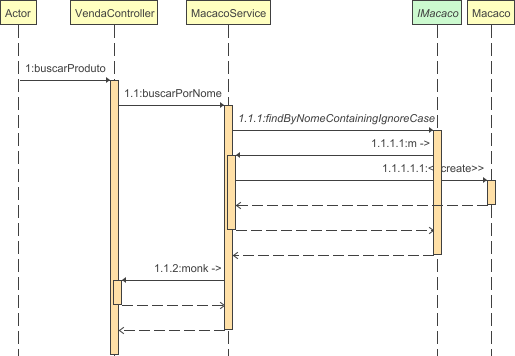 Actor
VendaController
MacacoService
IMacaco
Macaco
1:buscarProduto
1.1:buscarPorNome
1.1.1:findByNomeContainingIgnoreCase
1.1.1.1:m ->
1.1.1.1.1:< create>>
1.1.2:monk ->